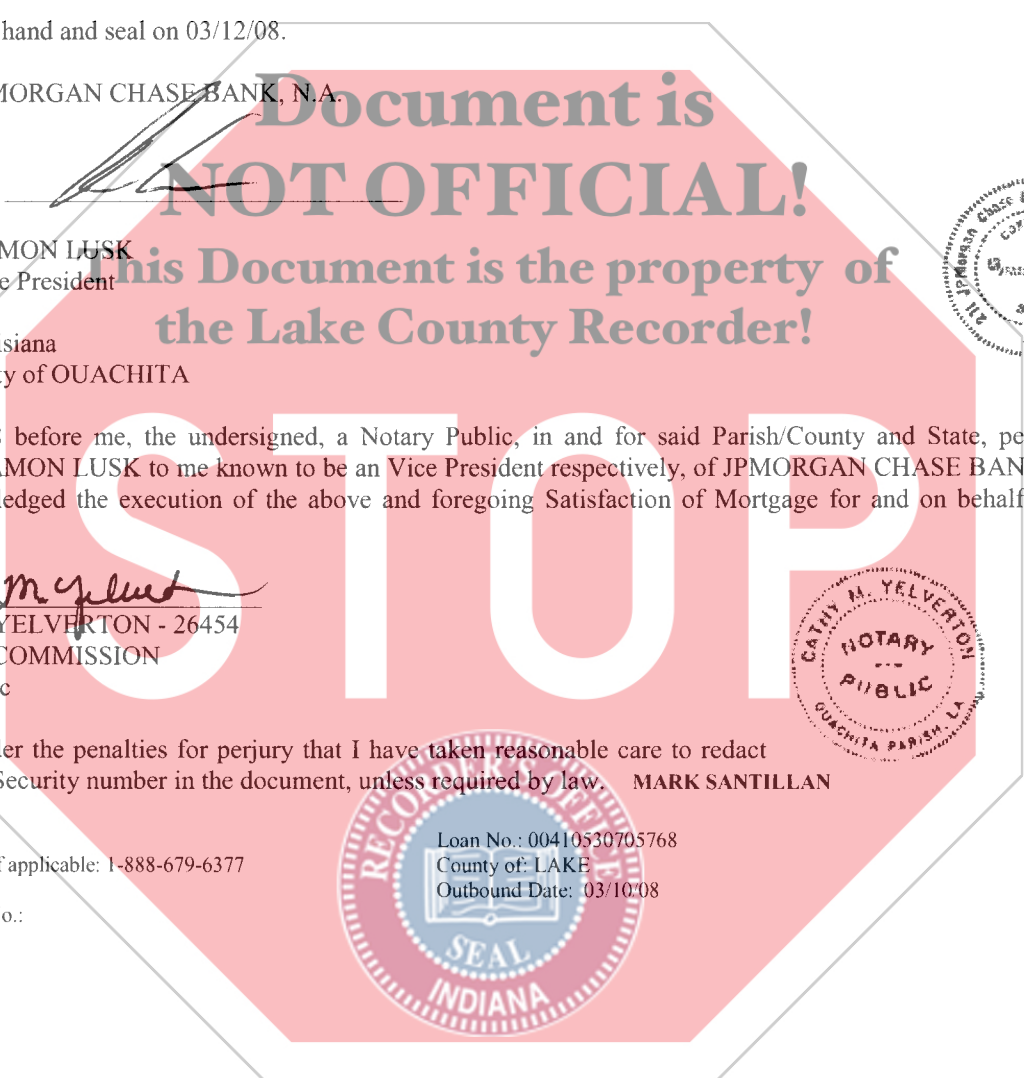 hand and seal on 03/12/08.
MORGAN CHASE BANK, N.A.
Document is
NOT OFFICIAL!
AMON LUSK
e President
This Document is the property of
the Lake County Recorder!
isiana
ty of OUACHITA
STOP
before me, the undersigned, a Notary Public, in and for said Parish/County and State, pe
AMON LUSK to me known to be an Vice President respectively, of JPMORGAN CHASE BAN
ledged the execution of the above and foregoing Satisfaction of Mortgage for and on behalf
YELVERTON - 26454
COMMISSION
c
CATHY M. YELVERTON
NOTARY
PUBLIC
OUACHITA PARISH, LA
er the penalties for perjury that I have taken reasonable care to redact
Security number in the document, unless required by law. MARK SANTILLAN
RECORDER'S OFFICE
SEAL
INDIANA
Loan No.: 00410530705768
f applicable: 1-888-679-6377
County of: LAKE
Outbound Date: 03/10/08
o.:
JPMorgan Chase